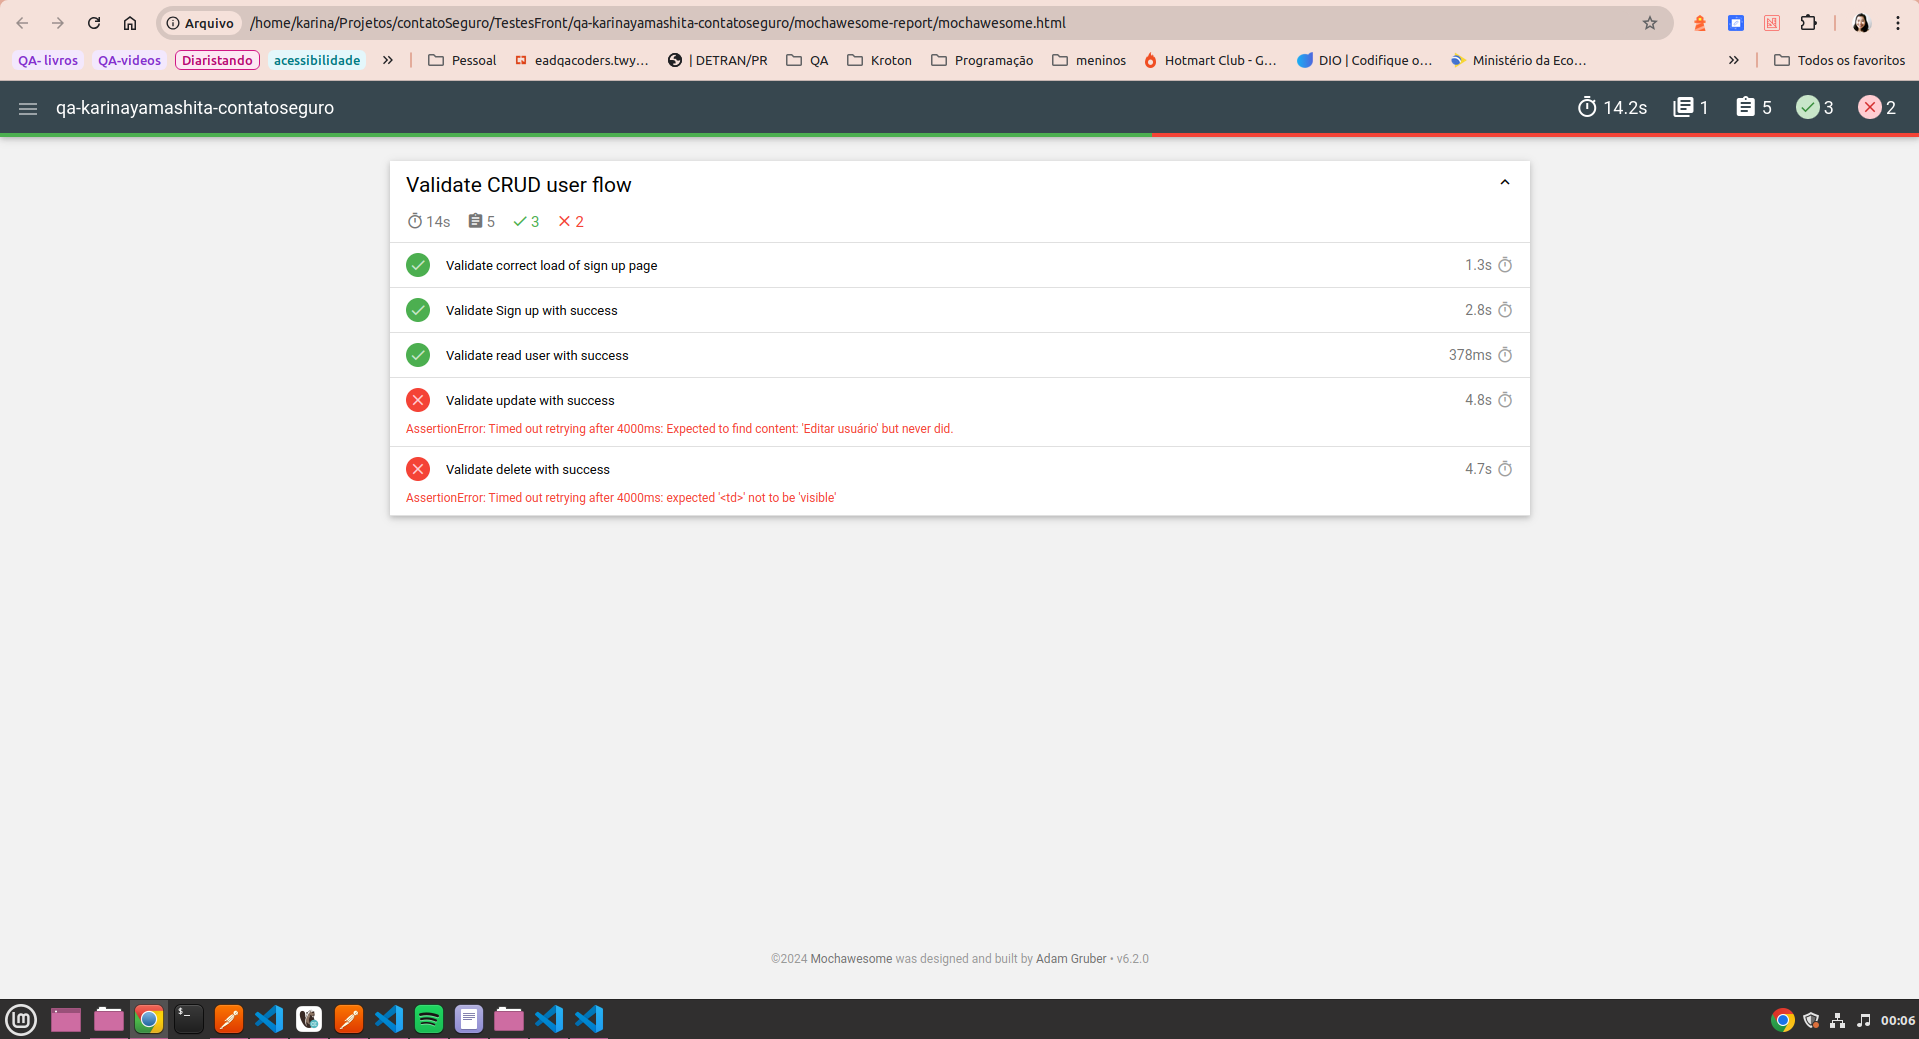 Arquivo /home/karina/Projetos/contatoSeguro/TestesFront/qa-karinayamashita-contatoseguro/mochawesome-report/mochawesome.html
QA- livros QA-videos Diaristando acessibilidade » Pessoal eadqacoders.twy... | DETRAN/PR QA Kroton Programação meninos Hotmart Club - G... DIO | Codifique o... Ministério da Eco... » Todos os favoritos
qa-karinayamashita-contatoseguro 14.2s 1 5 3 2
Validate CRUD user flow
14s 5 3 2
Validate correct load of sign up page 1.3s
Validate Sign up with success 2.8s
Validate read user with success 378ms
Validate update with success 4.8s
AssertionError: Timed out retrying after 4000ms: Expected to find content: 'Editar usuário' but never did.
Validate delete with success 4.7s
AssertionError: Timed out retrying after 4000ms: expected '<td>' not to be 'visible'
©2024 Mochawesome was designed and built by Adam Gruber • v6.2.0
00:06